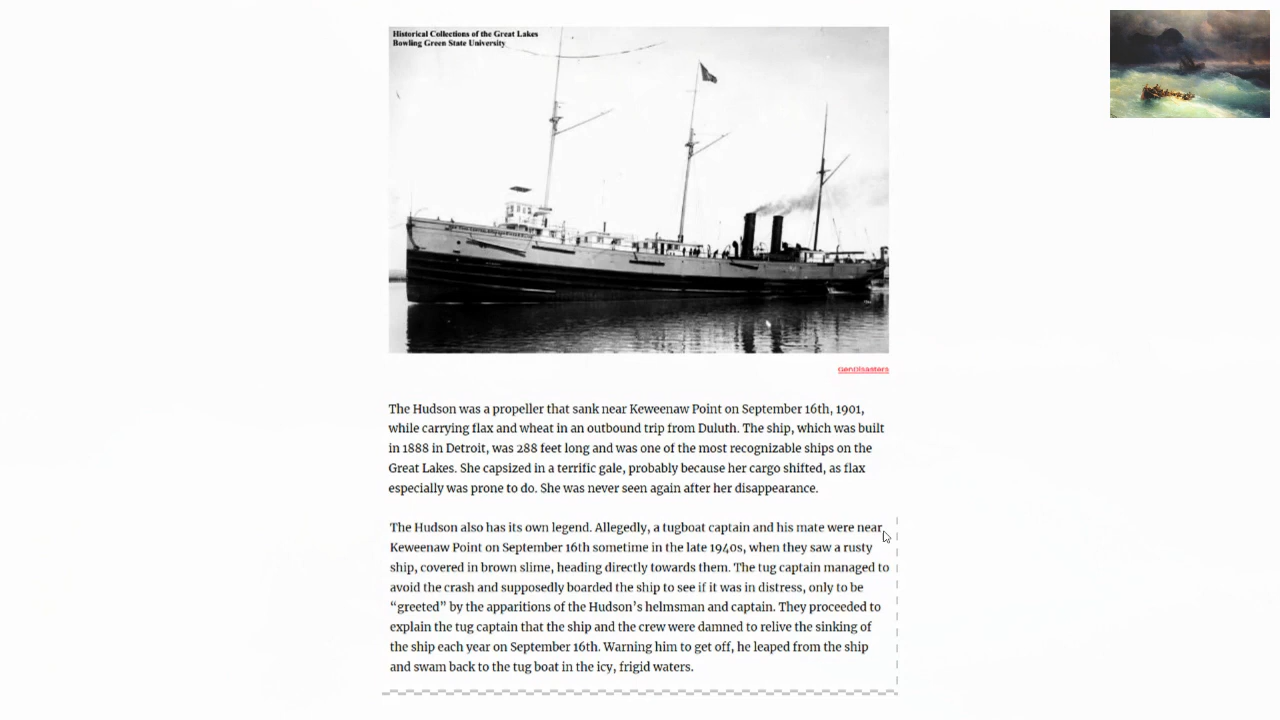 Historical Collections of the Great Lakes
Bowling Green State University
GenDisasters
The Hudson was a propeller that sank near Keweenaw Point on September 16th, 1901,
while carrying flax and wheat in an outbound trip from Duluth. The ship, which was built
in 1888 in Detroit, was 288 feet long and was one of the most recognizable ships on the
Great Lakes. She capsized in a terrific gale, probably because her cargo shifted, as flax
especially was prone to do. She was never seen again after her disappearance.
The Hudson also has its own legend. Allegedly, a tugboat captain and his mate were near
Keweenaw Point on September 16th sometime in the late 1940s, when they saw a rusty
ship, covered in brown slime, heading directly towards them. The tug captain managed to
avoid the crash and supposedly boarded the ship to see if it was in distress, only to be
“greeted” by the apparitions of the Hudson’s helmsman and captain. They proceeded to
explain the tug captain that the ship and the crew were damned to relive the sinking of
the ship each year on September 16th. Warning him to get off, he leaped from the ship
and swam back to the tug boat in the icy, frigid waters.